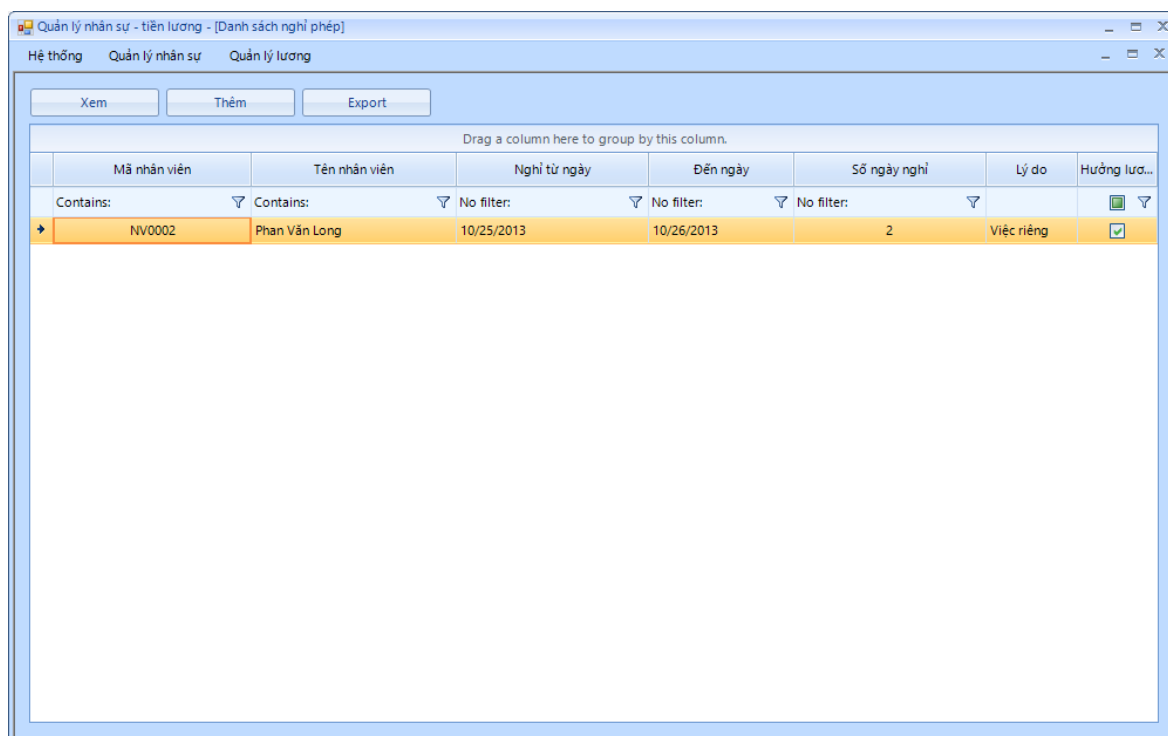 Quản lý nhân sự - tiền lương - [Danh sách nghỉ phép]
Hệ thống Quản lý nhân sự Quản lý lương
Xem Thêm Export
Drag a column here to group by this column.
Mã nhân viên Tên nhân viên Nghỉ từ ngày Đến ngày Số ngày nghỉ Lý do Hưởng lươ...
Contains: Contains: No filter: No filter: No filter:
NV0002 Phan Văn Long 10/25/2013 10/26/2013 2 Việc riêng